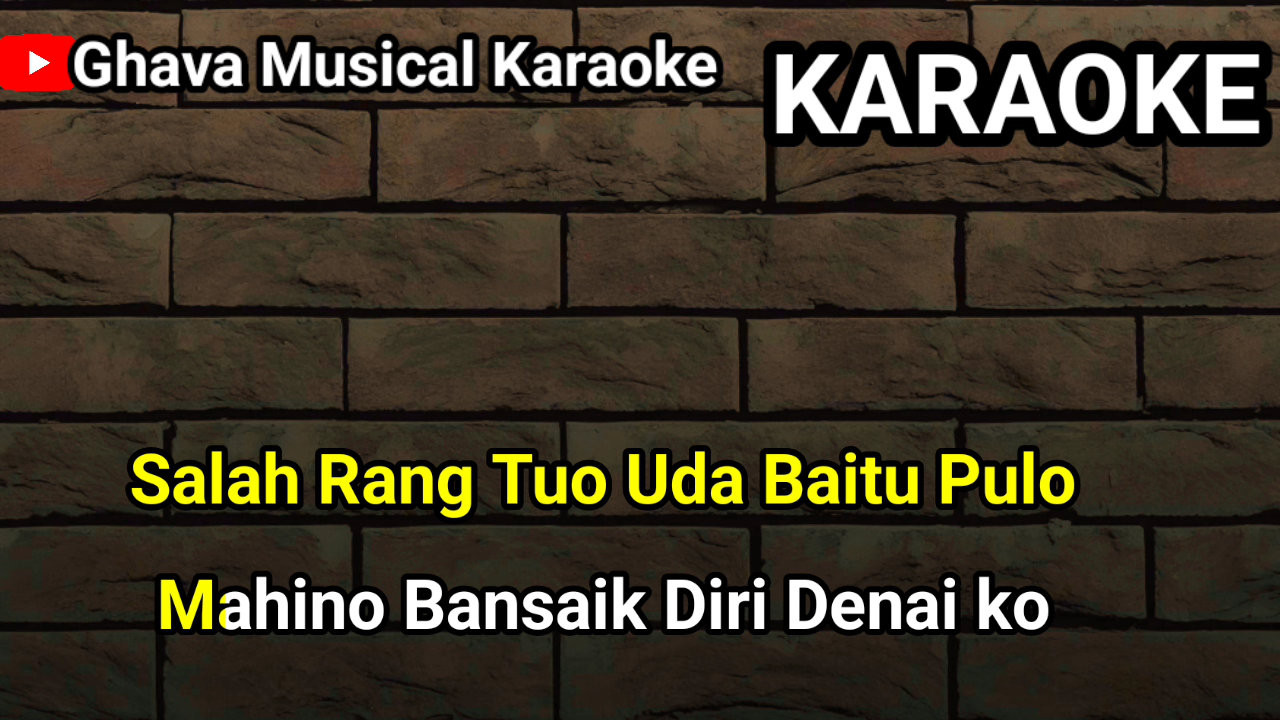 Ghava Musical Karaoke
KARAOKE
Salah Rang Tuo Uda Baitu Pulo
Mahino Bansaik Diri Denai ko